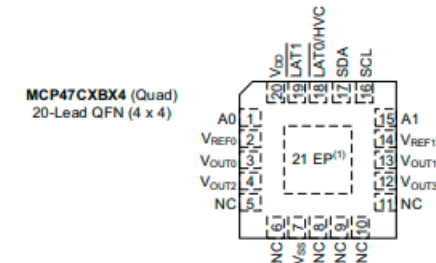 MCP47CXBX4 (Quad)
20-Lead QFN (4 x 4)
VDD
LAT1
LAT0/HVC
SDA
SCL
20
19
18
17
16
A0 1
VREF0 2
VOUT0 3
VOUT2 4
NC 5
21 EP(1)
15 A1
14 VREF1
13 VOUT1
12 VOUT3
11 NC
6
7
8
9
10
NC
VSS
NC
NC
NC